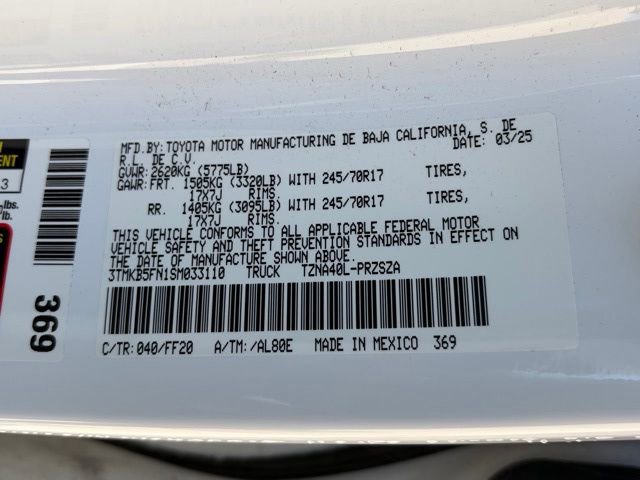 MFD.BY: TOYOTA MOTOR MANUFACTURING DE BAJA CALIFORNIA, S. DE
R.L. DE C.V. DATE: 03/25
GVWR: 2620KG (5775LB)
GAWR: FRT. 1505KG (3320LB) WITH 245/70R17 TIRES,
17X7J RIMS.
RR. 1405KG (3095LB) WITH 245/70R17 TIRES,
17X7J RIMS.
THIS VEHICLE CONFORMS TO ALL APPLICABLE FEDERAL MOTOR
VEHICLE SAFETY AND THEFT PREVENTION STANDARDS IN EFFECT ON
THE DATE OF MANUFACTURE SHOWN ABOVE.
3TMKB5FN1SM033110 TRUCK TZNA40L-PRZSZA
C/TR: 040/FF20 A/TM: /AL80E MADE IN MEXICO 369
369
3
lbs.
lb.